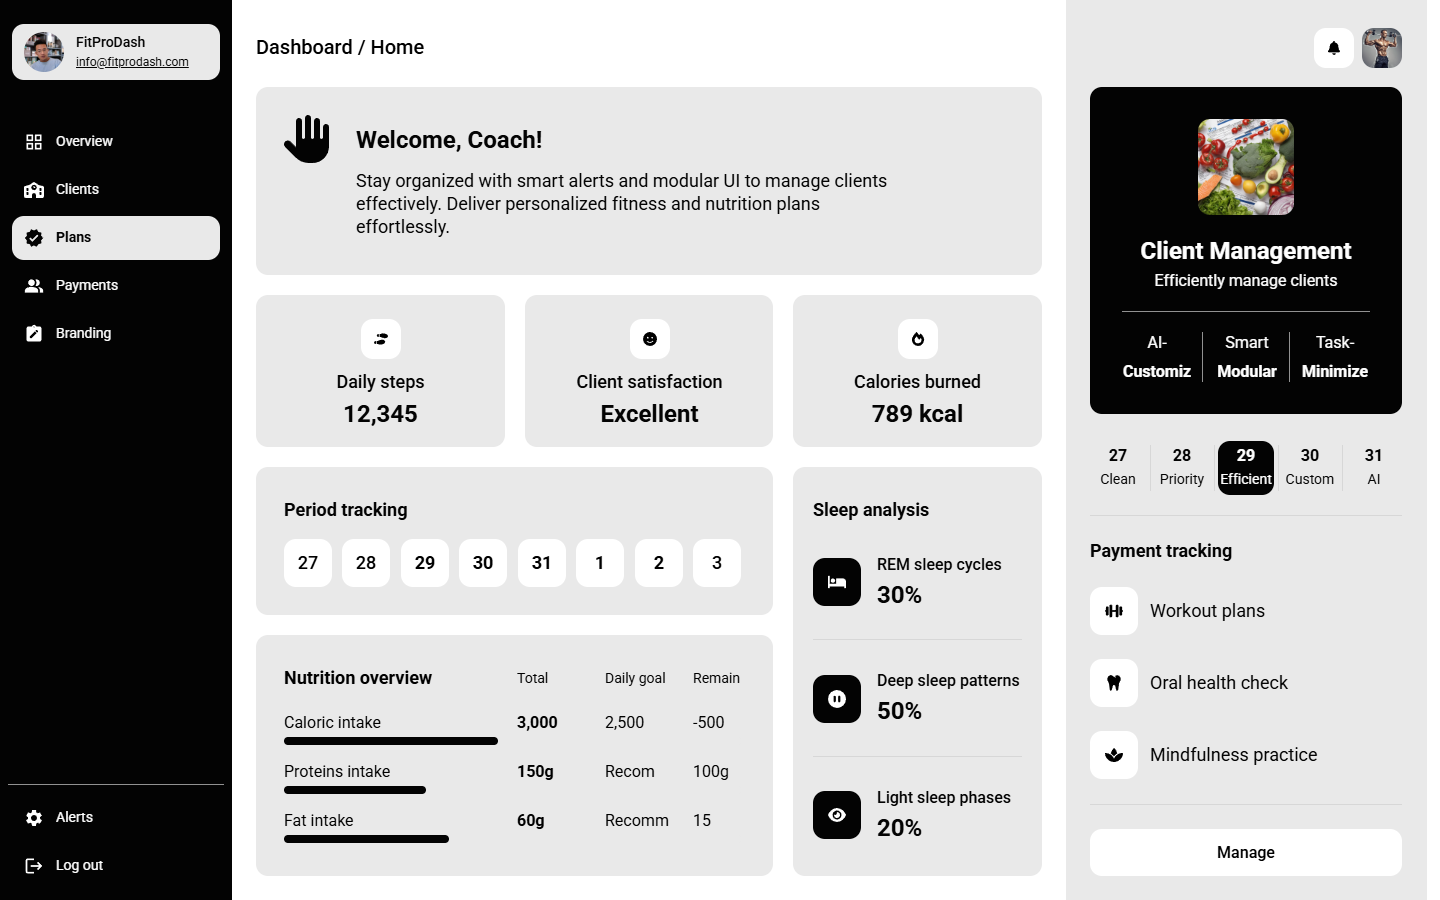 FitProDash
info@fitprodash.com
Overview
Clients
Plans
Payments
Branding
Alerts
Log out
Dashboard / Home
Welcome, Coach!
Stay organized with smart alerts and modular UI to manage clients
effectively. Deliver personalized fitness and nutrition plans
effortlessly.
Daily steps
12,345
Client satisfaction
Excellent
Calories burned
789 kcal
Period tracking
27 28 29 30 31 1 2 3
Nutrition overview Total Daily goal Remain
Caloric intake 3,000 2,500 -500
Proteins intake 150g Recom 100g
Fat intake 60g Recomm 15
Sleep analysis
REM sleep cycles
30%
Deep sleep patterns
50%
Light sleep phases
20%
Client Management
Efficiently manage clients
AI- Smart Task-
Customiz Modular Minimize
27 28 29 30 31
Clean Priority Efficient Custom AI
Payment tracking
Workout plans
Oral health check
Mindfulness practice
Manage